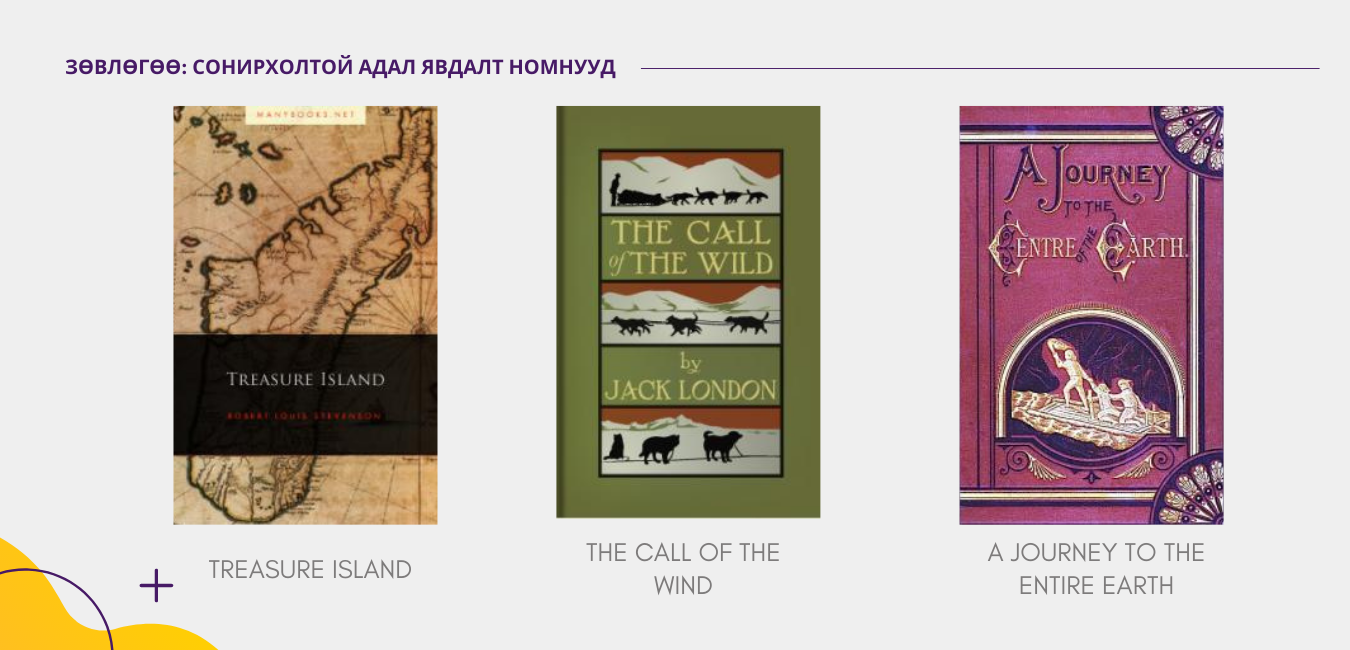 ЗӨВЛӨГӨӨ: СОНИРХОЛТОЙ АДАЛ ЯВДАЛТ НОМНУУД
MANYBOOKS.NET
TREASURE ISLAND
ROBERT LOUIS STEVENSON
THE CALL
of THE WILD
by
JACK LONDON
A JOURNEY
TO THE
CENTRE OF THE EARTH.
TREASURE ISLAND
THE CALL OF THE
WIND
A JOURNEY TO THE
ENTIRE EARTH